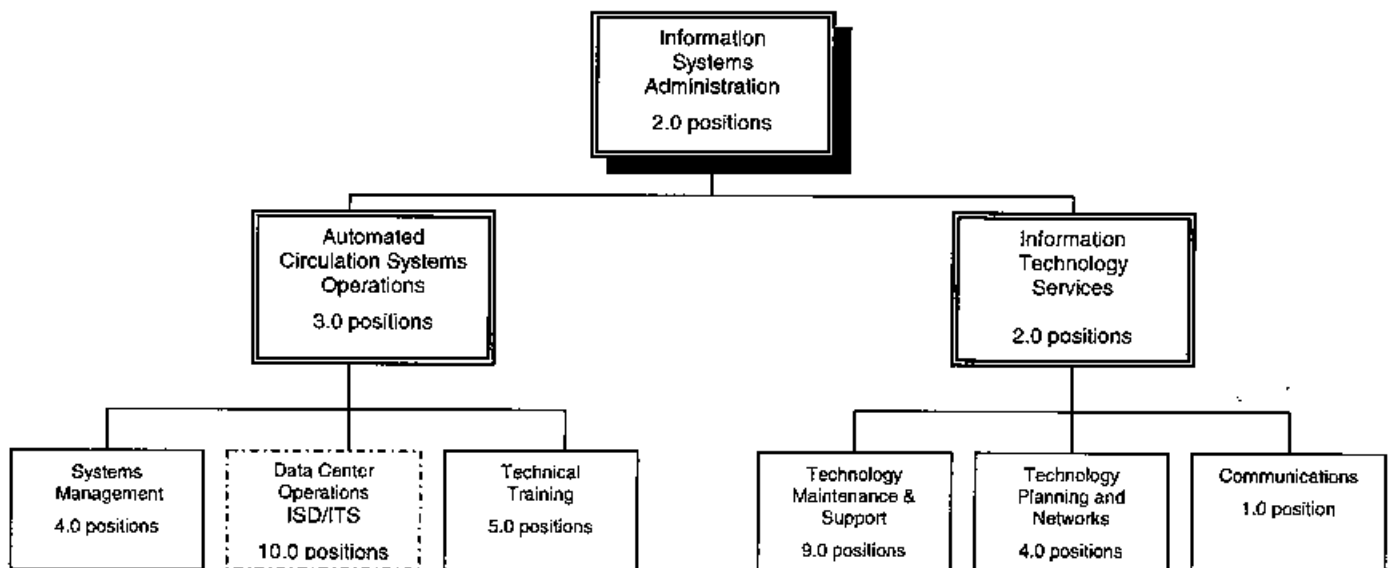 Information
Systems
Administration
2.0 positions
Automated
Circulation Systems
Operations
3.0 positions
Information
Technology
Services
2.0 positions
Systems
Management
4.0 positions
Data Center
Operations
ISD/ITS
10.0 positions
Technical
Training
5.0 positions
Technology
Maintenance &
Support
9.0 positions
Technology
Planning and
Networks
4.0 positions
Communications
1.0 position